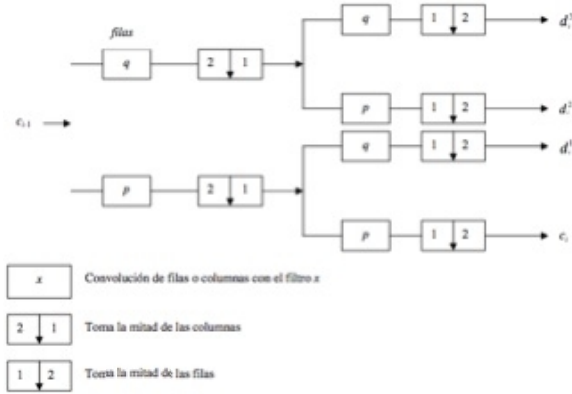 filas
q 2 1 q 1 2
p 1 2
c
q 1 2
p 2 1 p 1 2 c
x Convolución de filas o columnas con el filtro x
2 1 Toma la mitad de las columnas
1 2 Toma la mitad de las filas